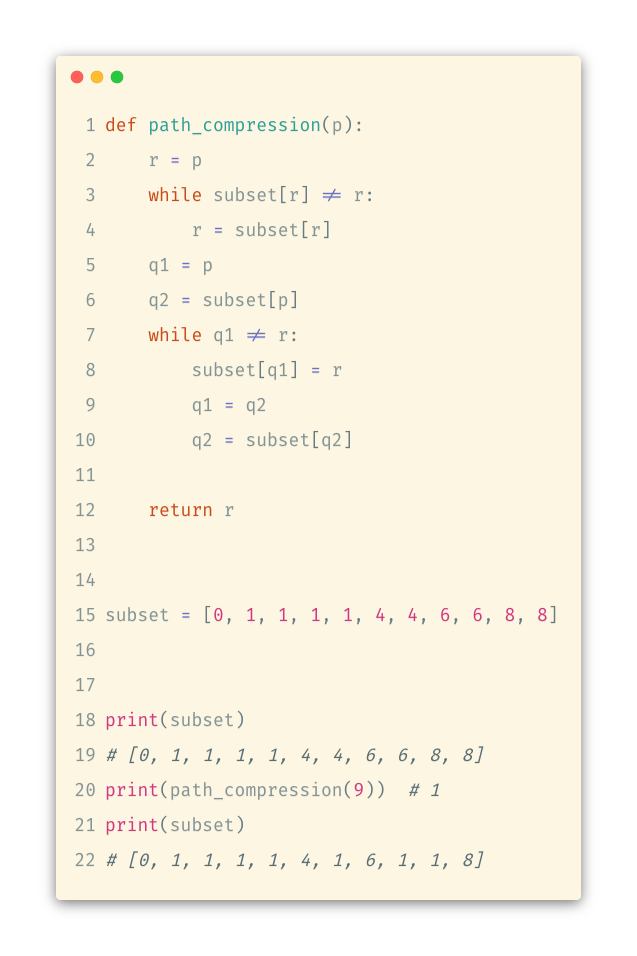 1 def path_compression(p):
2     r = p
3     while subset[r] ≠ r:
4         r = subset[r]
5     q1 = p
6     q2 = subset[p]
7     while q1 ≠ r:
8         subset[q1] = r
9         q1 = q2
10         q2 = subset[q2]
11
12     return r
13
14
15 subset = [0, 1, 1, 1, 1, 4, 4, 6, 6, 8, 8]
16
17
18 print(subset)
19 # [0, 1, 1, 1, 1, 4, 4, 6, 6, 8, 8]
20 print(path_compression(9))  # 1
21 print(subset)
22 # [0, 1, 1, 1, 1, 4, 1, 6, 1, 1, 8]